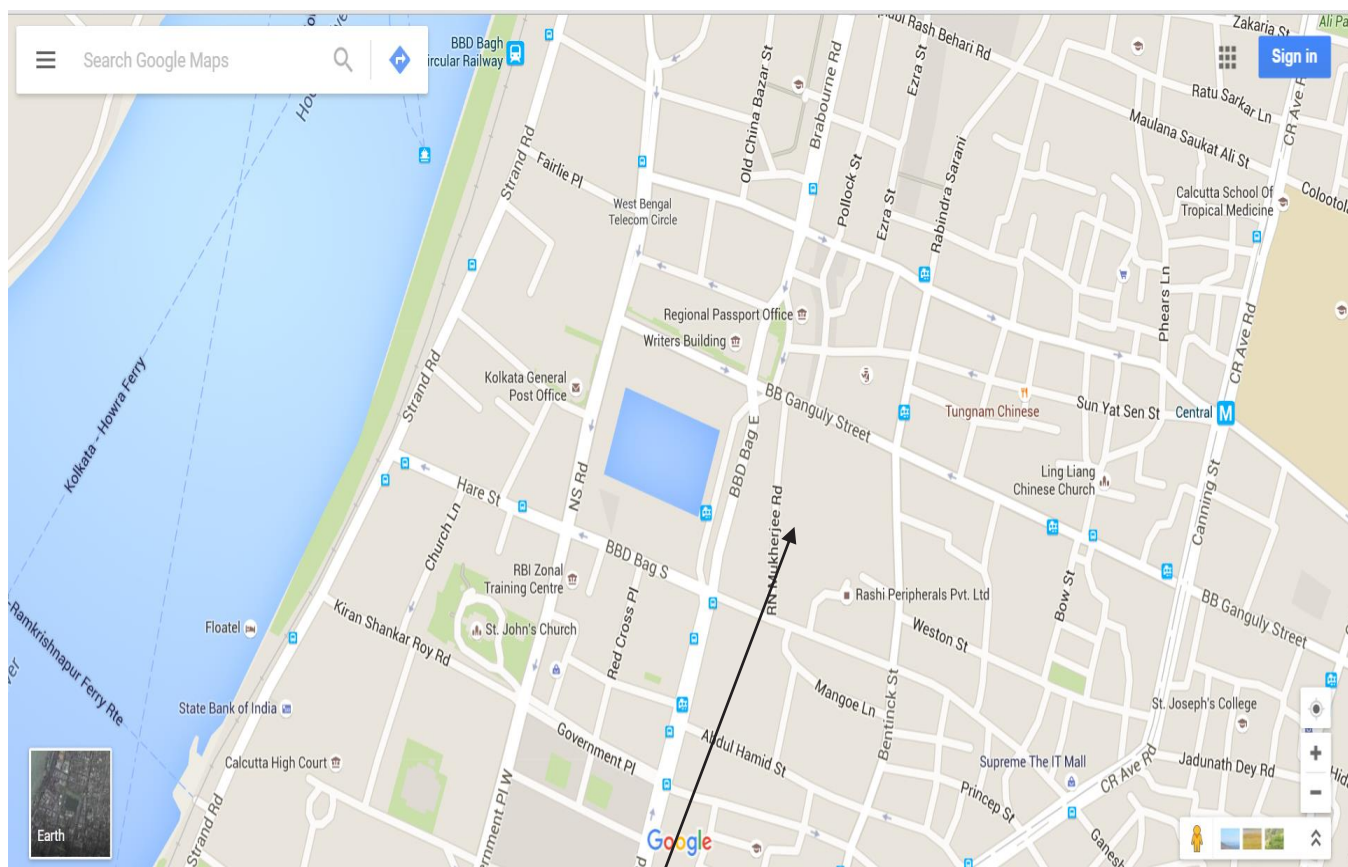 Search Google Maps
BBD Bagh
ircular Railway
Sign in
Zakaria St
Ali Pa
Ratu Sarkar Ln
Maulana Saukat Ali St
CR Ave Rd
Colootola
Calcutta School Of
Tropical Medicine
Rash Behari Rd
Ezra St
Brabourne Rd
Old China Bazar St
Pollock St
Ezra St
Rabindra Sarani
Strand Rd
Fairlie Pl
West Bengal
Telecom Circle
Phears Ln
CR Ave Rd
Regional Passport Office
Writers Building
Kolkata General
Post Office
Strand Rd
Kolkata - Howra Ferry
BB Ganguly Street
Tungnam Chinese
Sun Yat Sen St
Central
M
BBD Bag E
NS Rd
Hare St
Church Ln
RN Mukherjee Rd
Ling Liang
Chinese Church
Canning St
BBD Bag S
RBI Zonal
Training Centre
Red Cross Pl
Rashi Peripherals Pvt. Ltd
Bow St
BB Ganguly Street
Weston St
Floatel
Kiran Shankar Roy Rd
St. John's Church
-Ramkrishnapur Ferry Rte
ver
State Bank of India
Mangoe Ln
Bentinck St
St. Joseph's College
Government Pl
Abdul Hamid St
Calcutta High Court
Supreme The IT Mall
CR Ave Rd
Jadunath Dey Rd
Hid
Princep St
Strand Rd
ernment Pl W
Google
d
Ganesh
Earth